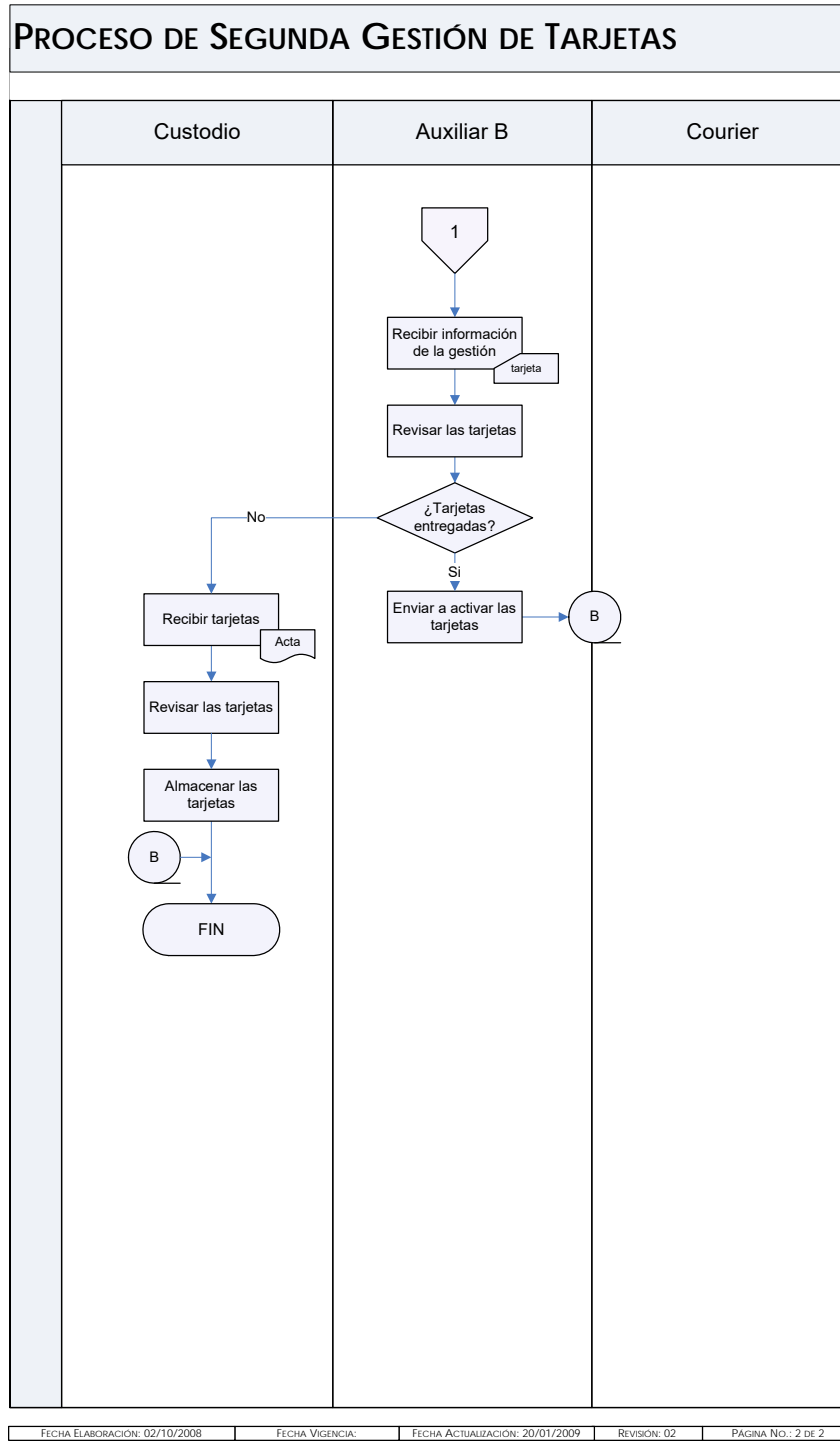 PROCESO DE SEGUNDA GESTIÓN DE TARJETAS
Custodio
Auxiliar B
Courier
1
Recibir información
de la gestión
tarjeta
Revisar las tarjetas
¿Tarjetas
entregadas?
No
Si
Recibir tarjetas
Acta
Enviar a activar las
tarjetas
B
Revisar las tarjetas
Almacenar las
tarjetas
B
FIN
FECHA ELABORACIÓN: 02/10/2008
FECHA VIGENCIA:
FECHA ACTUALIZACIÓN: 20/01/2009
REVISIÓN: 02
PÁGINA NO.: 2 DE 2